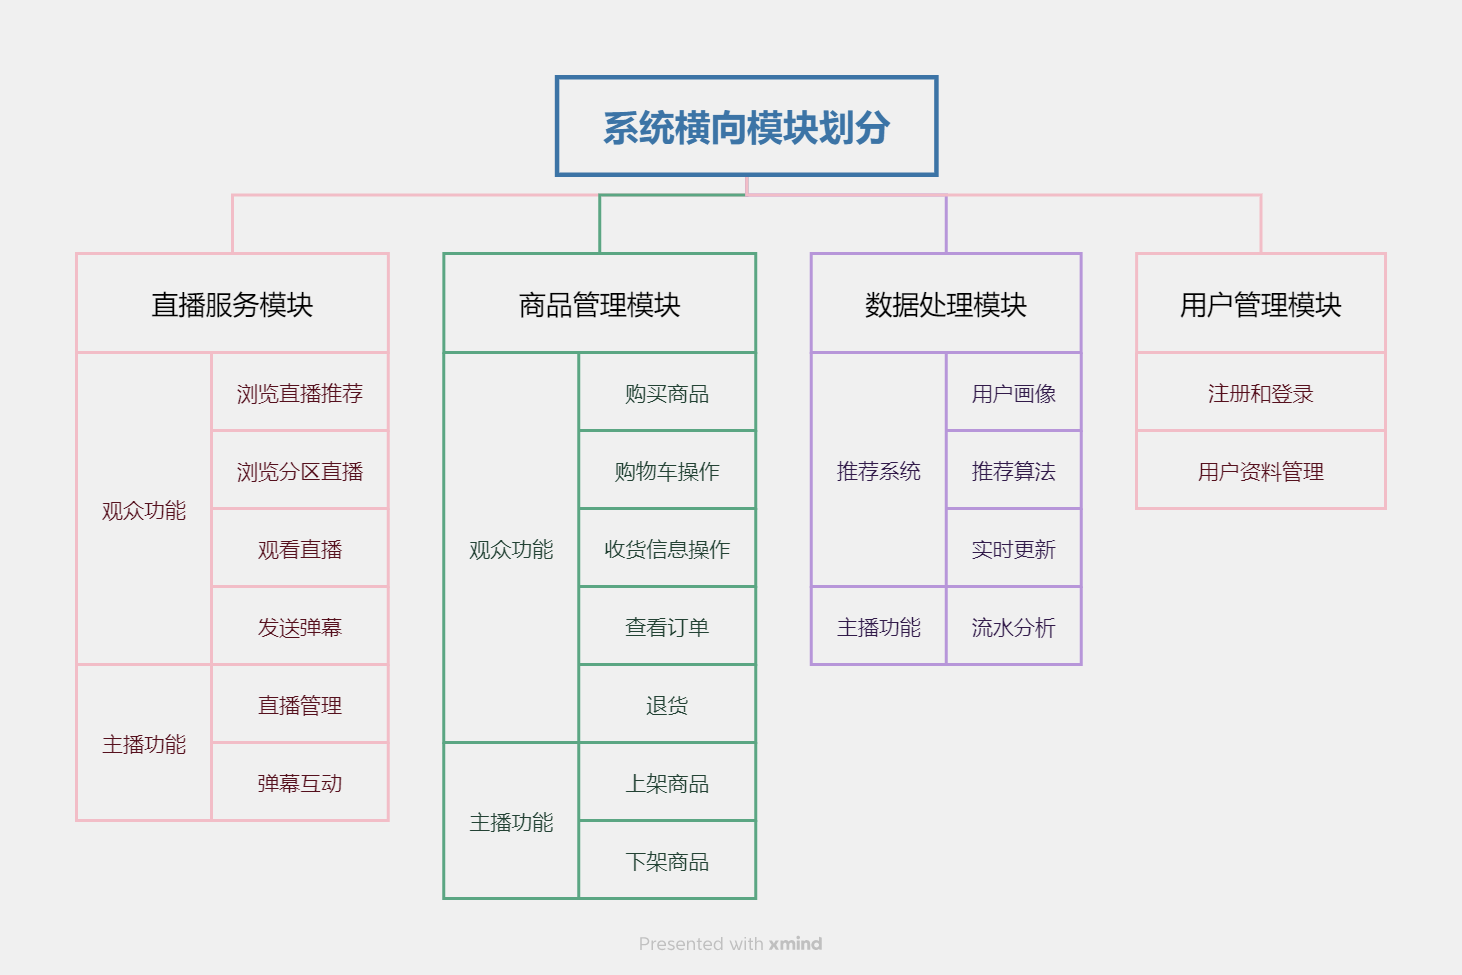 系统横向模块划分
直播服务模块
观众功能
浏览直播推荐
浏览分区直播
观看直播
发送弹幕
主播功能
直播管理
弹幕互动
商品管理模块
观众功能
购买商品
购物车操作
收货信息操作
查看订单
退货
主播功能
上架商品
下架商品
数据处理模块
推荐系统
用户画像
推荐算法
实时更新
主播功能
流水分析
用户管理模块
注册和登录
用户资料管理
Presented with xmind